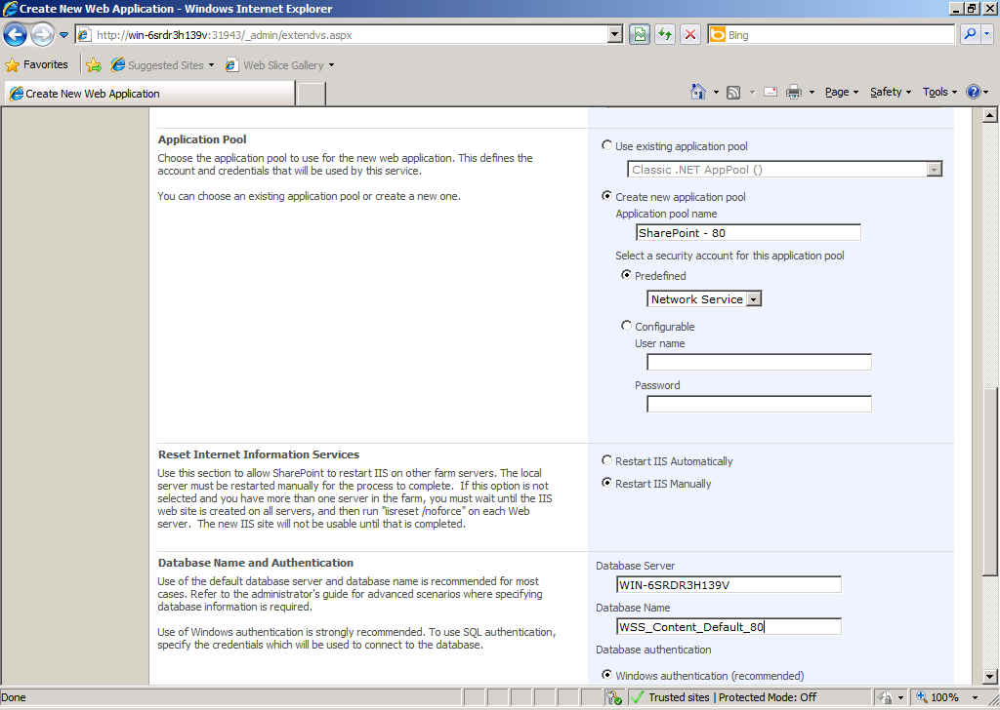 Create New Web Application - Windows Internet Explorer
http://win-6srdr3h139v:31943/_admin/extendvs.aspx
Bing
Favorites
Suggested Sites
Web Slice Gallery
Create New Web Application
Page
Safety
Tools
Application Pool
Choose the application pool to use for the new web application. This defines the
account and credentials that will be used by this service.
You can choose an existing application pool or create a new one.
Use existing application pool
Classic .NET AppPool ()
Create new application pool
Application pool name
SharePoint - 80
Select a security account for this application pool
Predefined
Network Service
Configurable
User name
Password
Reset Internet Information Services
Use this section to allow SharePoint to restart IIS on other farm servers. The local
server must be restarted manually for the process to complete.  If this option is not
selected and you have more than one server in the farm, you must wait until the IIS
web site is created on all servers, and then run "iisreset /noforce" on each Web
server.  The new IIS site will not be usable until that is completed.
Restart IIS Automatically
Restart IIS Manually
Database Name and Authentication
Use of the default database server and database name is recommended for most
cases. Refer to the administrator's guide for advanced scenarios where specifying
database information is required.
Use of Windows authentication is strongly recommended. To use SQL authentication,
specify the credentials which will be used to connect to the database.
Database Server
WIN-6SRDR3H139V
Database Name
WSS_Content_Default_80
Database authentication
Windows authentication (recommended)
Done
Trusted sites | Protected Mode: Off
100%